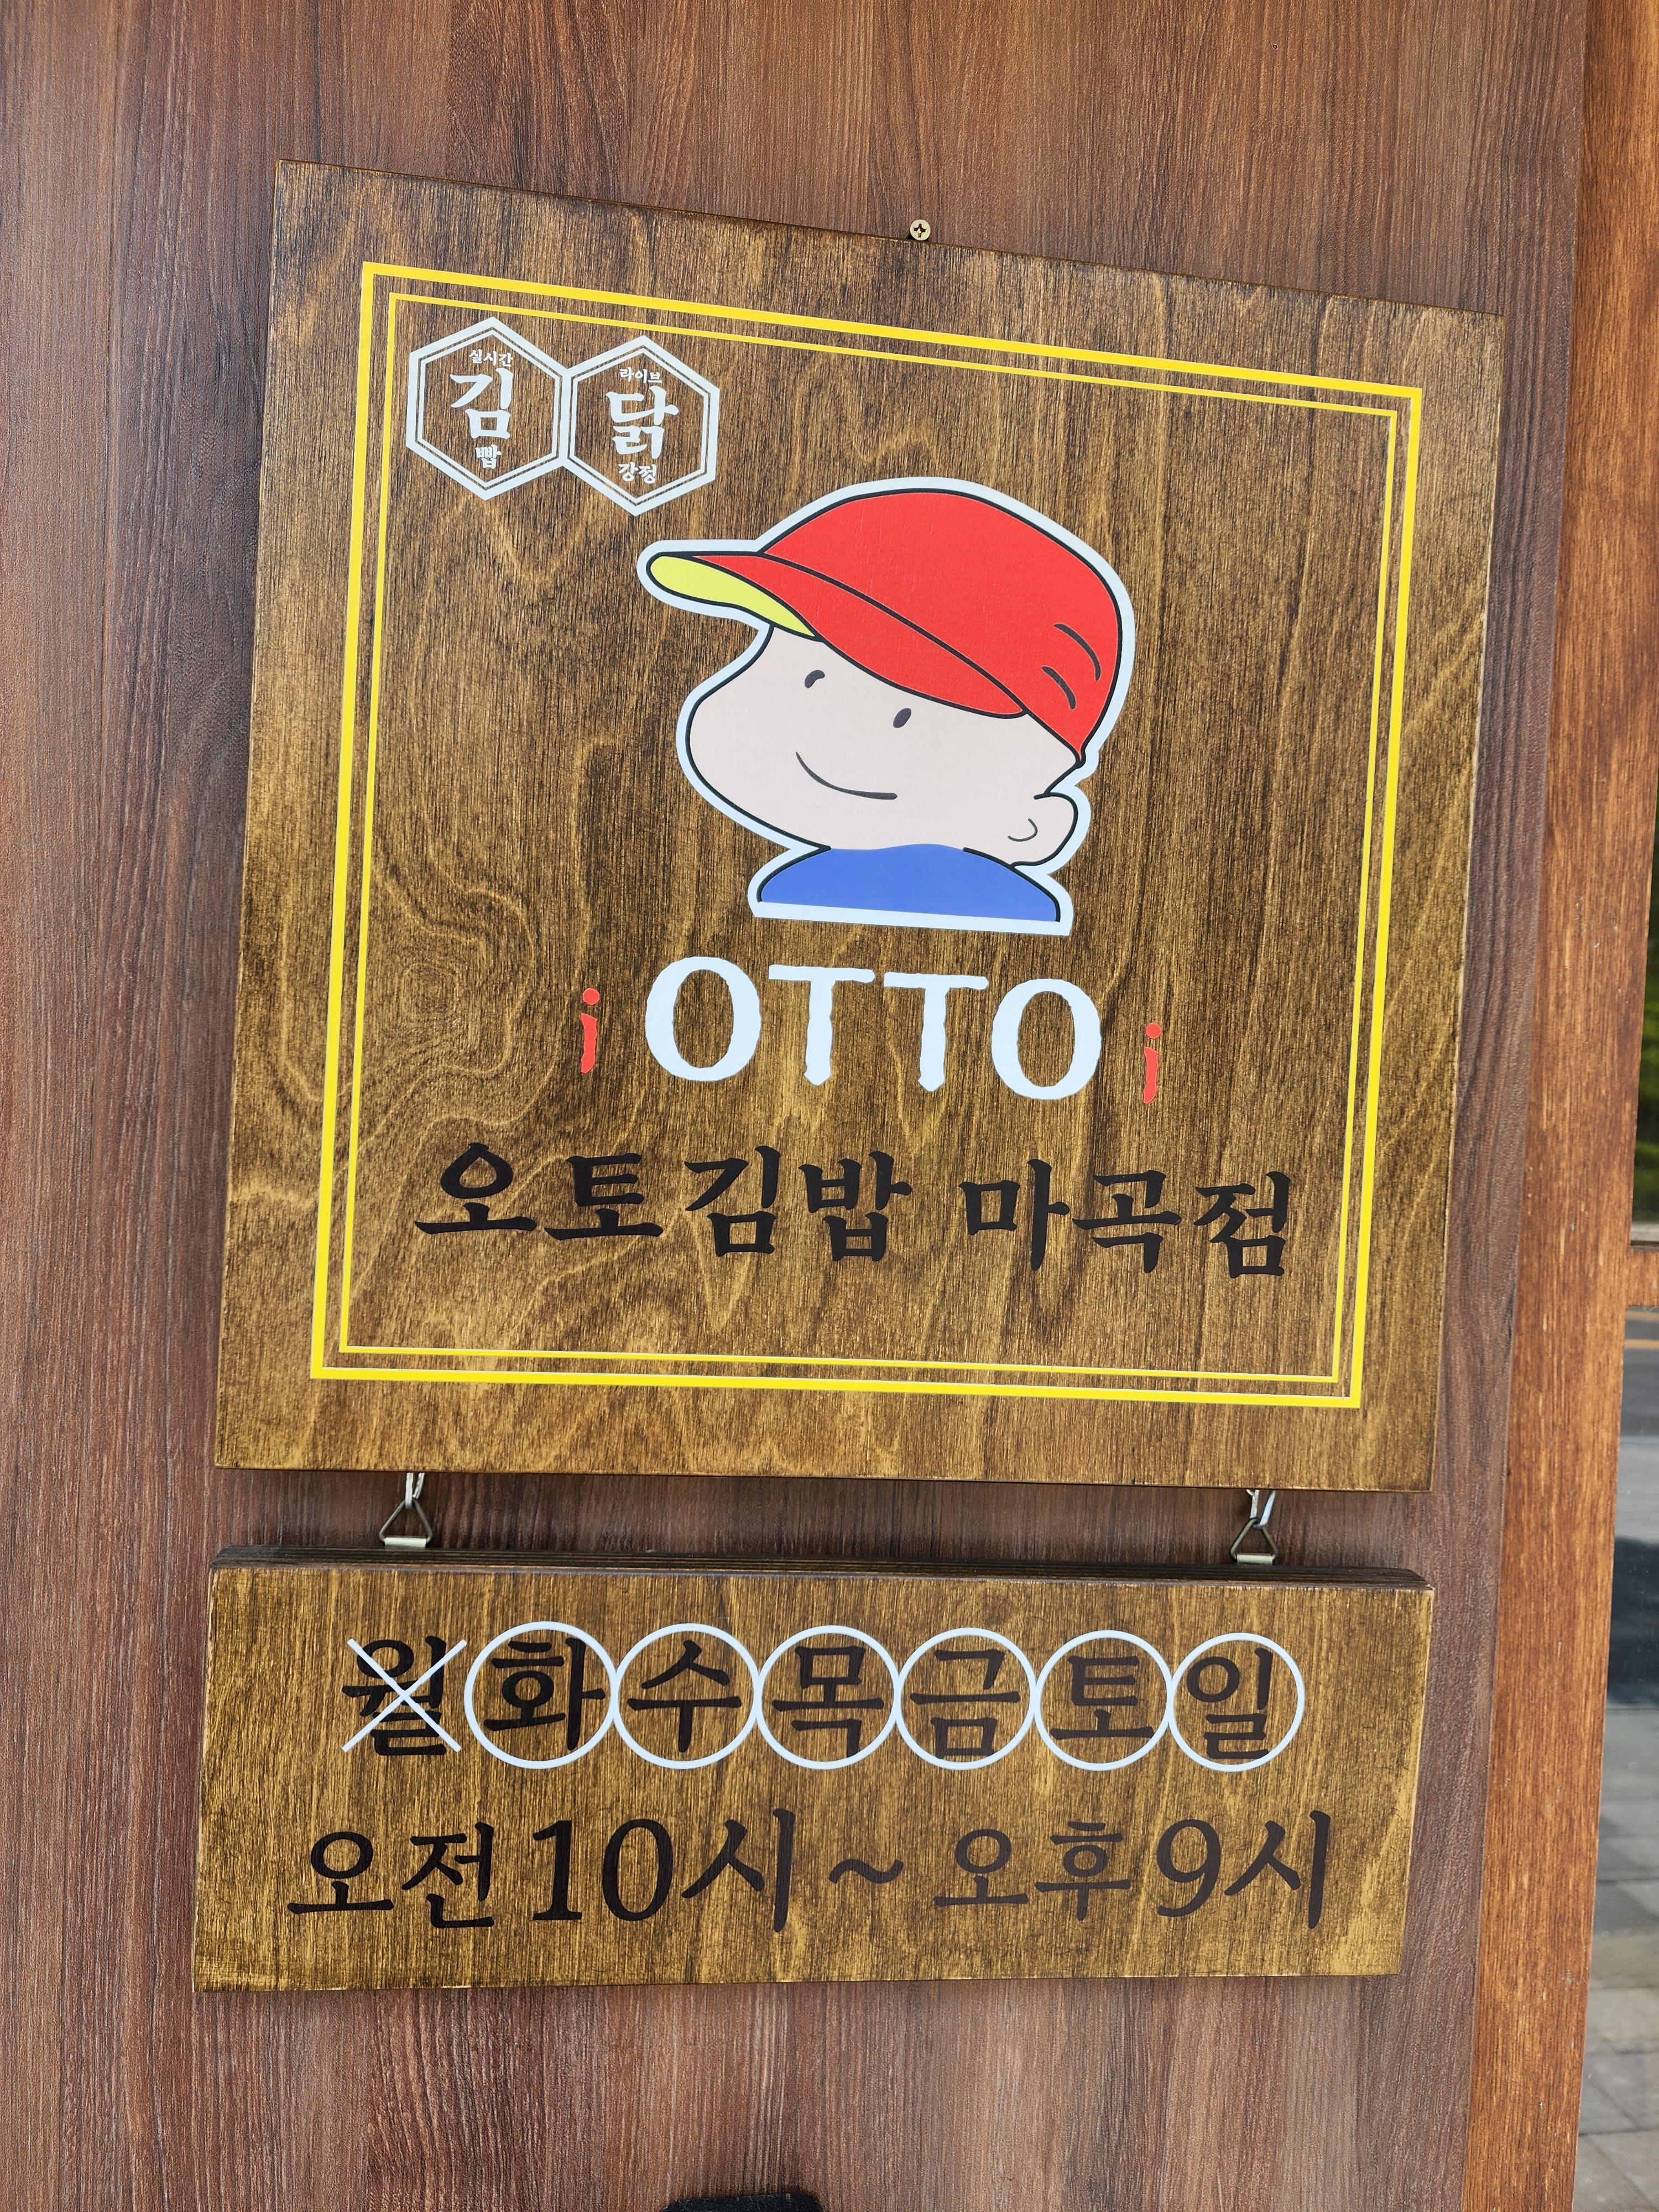 실시간
김
빱
라이브
닭
강정
i OTTO i
오토김밥 마곡점
월화수목금토일
오전10시~오후9시